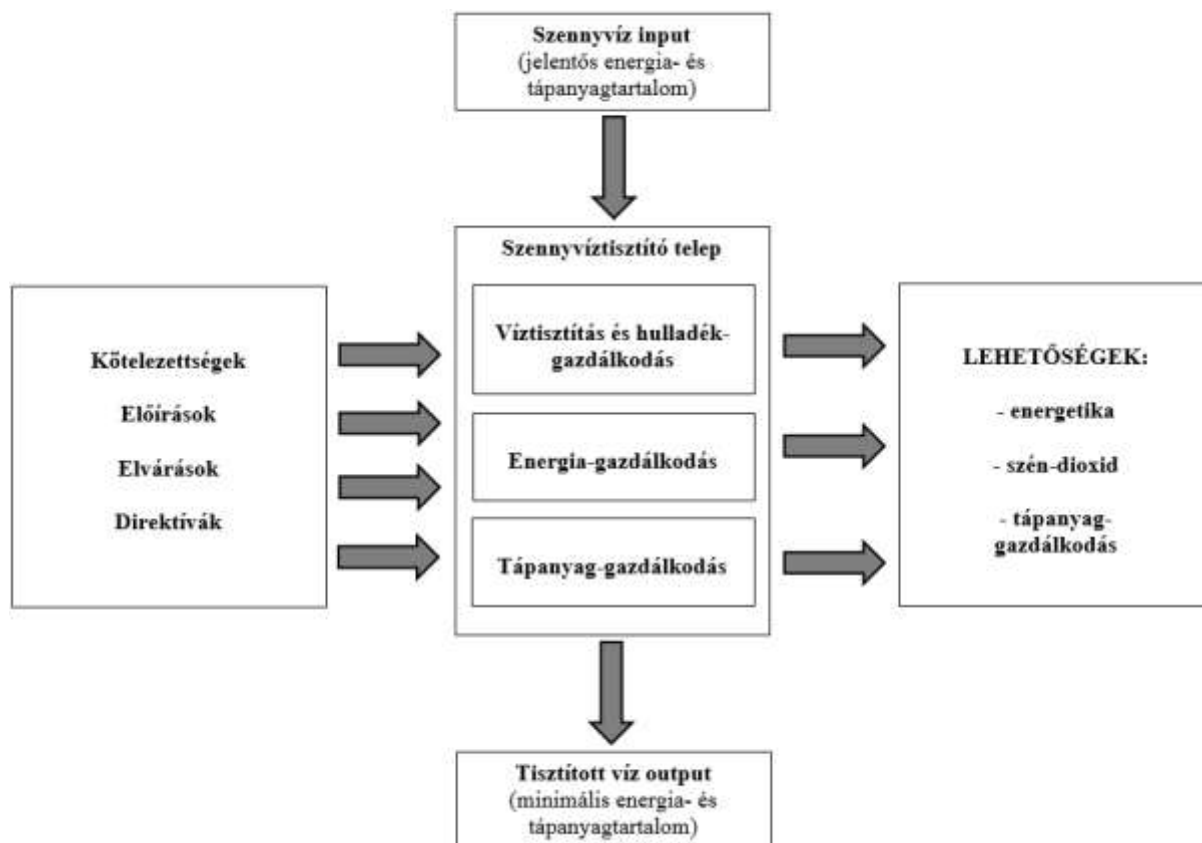 Szennyvíz input
(jelentős energia- és
tápanyagtartalom)
Szennyvíztisztító telep
Víztisztítás és hulladék-
gazdálkodás
Energia-gazdálkodás
Tápanyag-gazdálkodás
Kötelezettségek
Előírások
Elvárások
Direktívák
LEHETŐSÉGEK:
- energetika
- szén-dioxid
- tápanyag-
gazdálkodás
Tisztított víz output
(minimális energia- és
tápanyagtartalom)